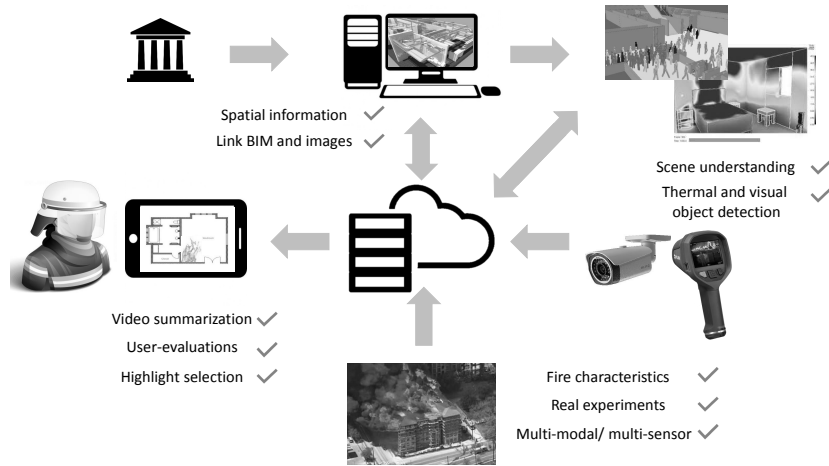 Spatial information
Link BIM and images
Scene understanding
Thermal and visual
object detection
Video summarization
User-evaluations
Highlight selection
Fire characteristics
Real experiments
Multi-modal/ multi-sensor